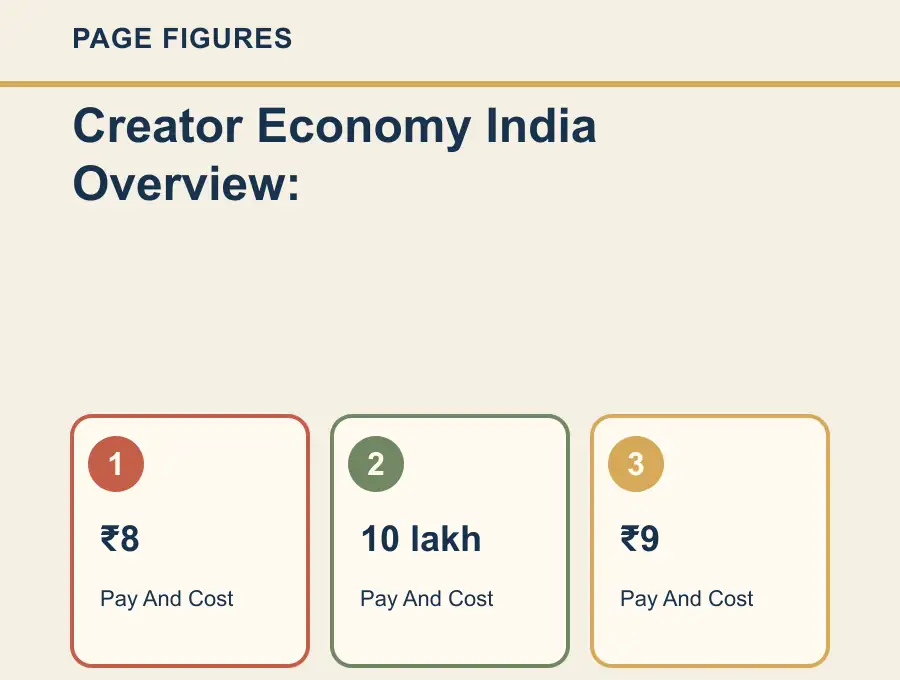 PAGE FIGURES
Creator Economy India
Overview:
1
₹8
Pay And Cost
2
10 lakh
Pay And Cost
3
₹9
Pay And Cost